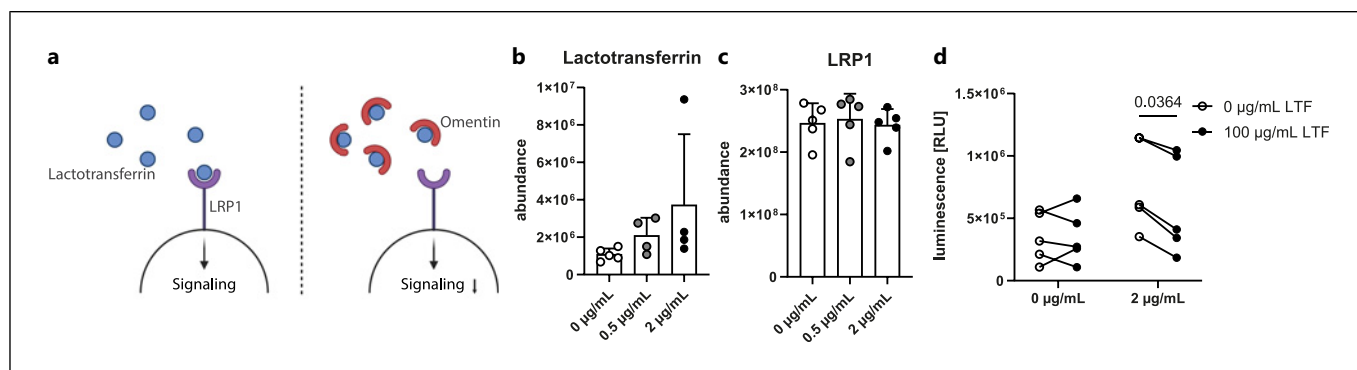 a
Omentin
Lactotransferrin
LRP1
Signaling
Signaling
b
Lactotransferrin
abundance
1×10⁷
8×10⁶
6×10⁶
4×10⁶
2×10⁶
0
0 µg/mL
0.5 µg/mL
2 µg/mL
c
LRP1
abundance
3×10⁸
2×10⁸
1×10⁸
0
0 µg/mL
0.5 µg/mL
2 µg/mL
d
luminescence [RLU]
1.5×10⁶
1×10⁶
5×10⁵
0
0.0364
0 µg/mL
2 µg/mL
0 µg/mL LTF
100 µg/mL LTF